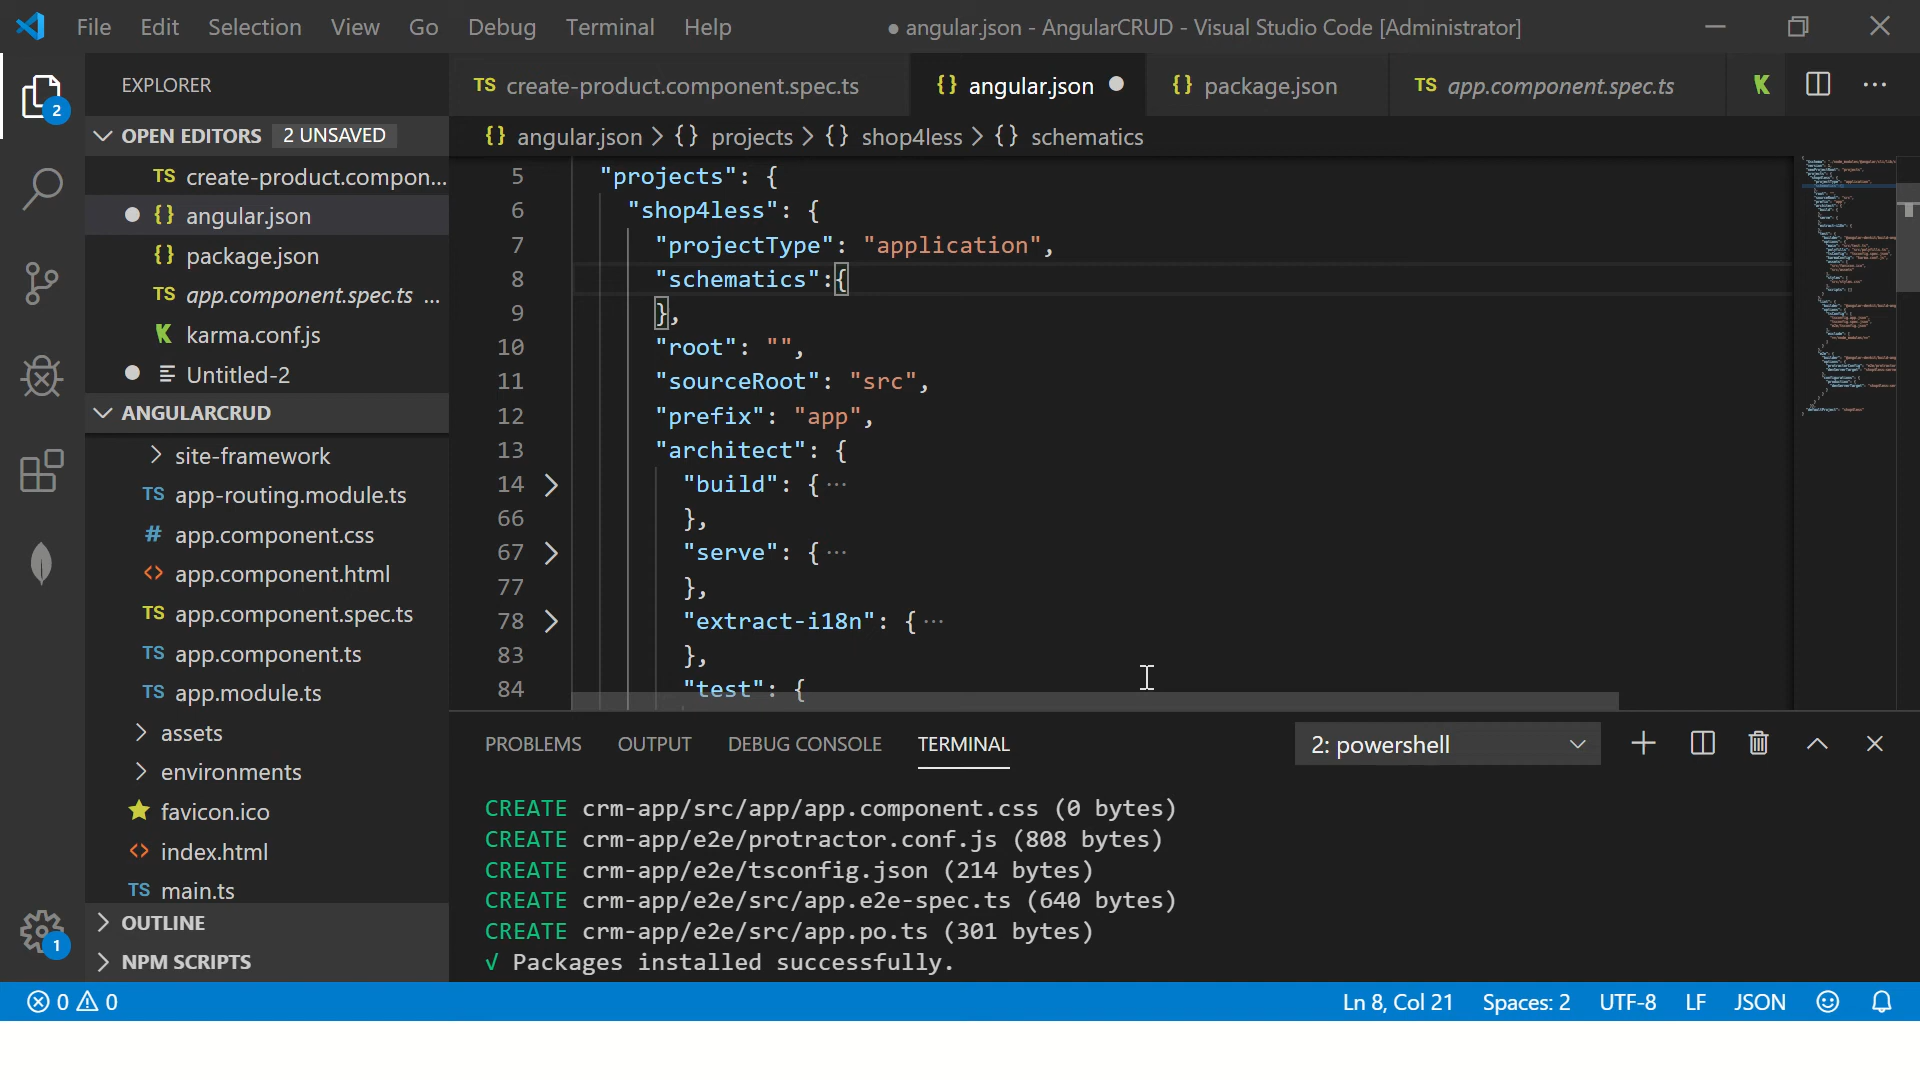 File Edit Selection View Go Debug Terminal Help ● angular.json - AngularCRUD - Visual Studio Code [Administrator]
EXPLORER
TS create-product.component.spec.ts {} angular.json ● {} package.json TS app.component.spec.ts
2
OPEN EDITORS 2 UNSAVED
{} angular.json > {} projects > {} shop4less > {} schematics
TS create-product.compon...
● {} angular.json
{} package.json
TS app.component.spec.ts ...
karma.conf.js
● Untitled-2
ANGULARCRUD
> site-framework
TS app-routing.module.ts
# app.component.css
<> app.component.html
TS app.component.spec.ts
TS app.component.ts
TS app.module.ts
> assets
> environments
favicon.ico
<> index.html
TS main.ts
> OUTLINE
> NPM SCRIPTS
1
5 "projects": {
6 "shop4less": {
7 "projectType": "application",
8 "schematics":{
9 },
10 "root": "",
11 "sourceRoot": "src",
12 "prefix": "app",
13 "architect": {
14 > "build": {···
66 },
67 > "serve": {···
77 },
78 > "extract-i18n": {···
83 },
84 "test": {
PROBLEMS OUTPUT DEBUG CONSOLE TERMINAL 2: powershell
CREATE crm-app/src/app/app.component.css (0 bytes)
CREATE crm-app/e2e/protractor.conf.js (808 bytes)
CREATE crm-app/e2e/tsconfig.json (214 bytes)
CREATE crm-app/e2e/src/app.e2e-spec.ts (640 bytes)
CREATE crm-app/e2e/src/app.po.ts (301 bytes)
√ Packages installed successfully.
0 0 Ln 8, Col 21 Spaces: 2 UTF-8 LF JSON